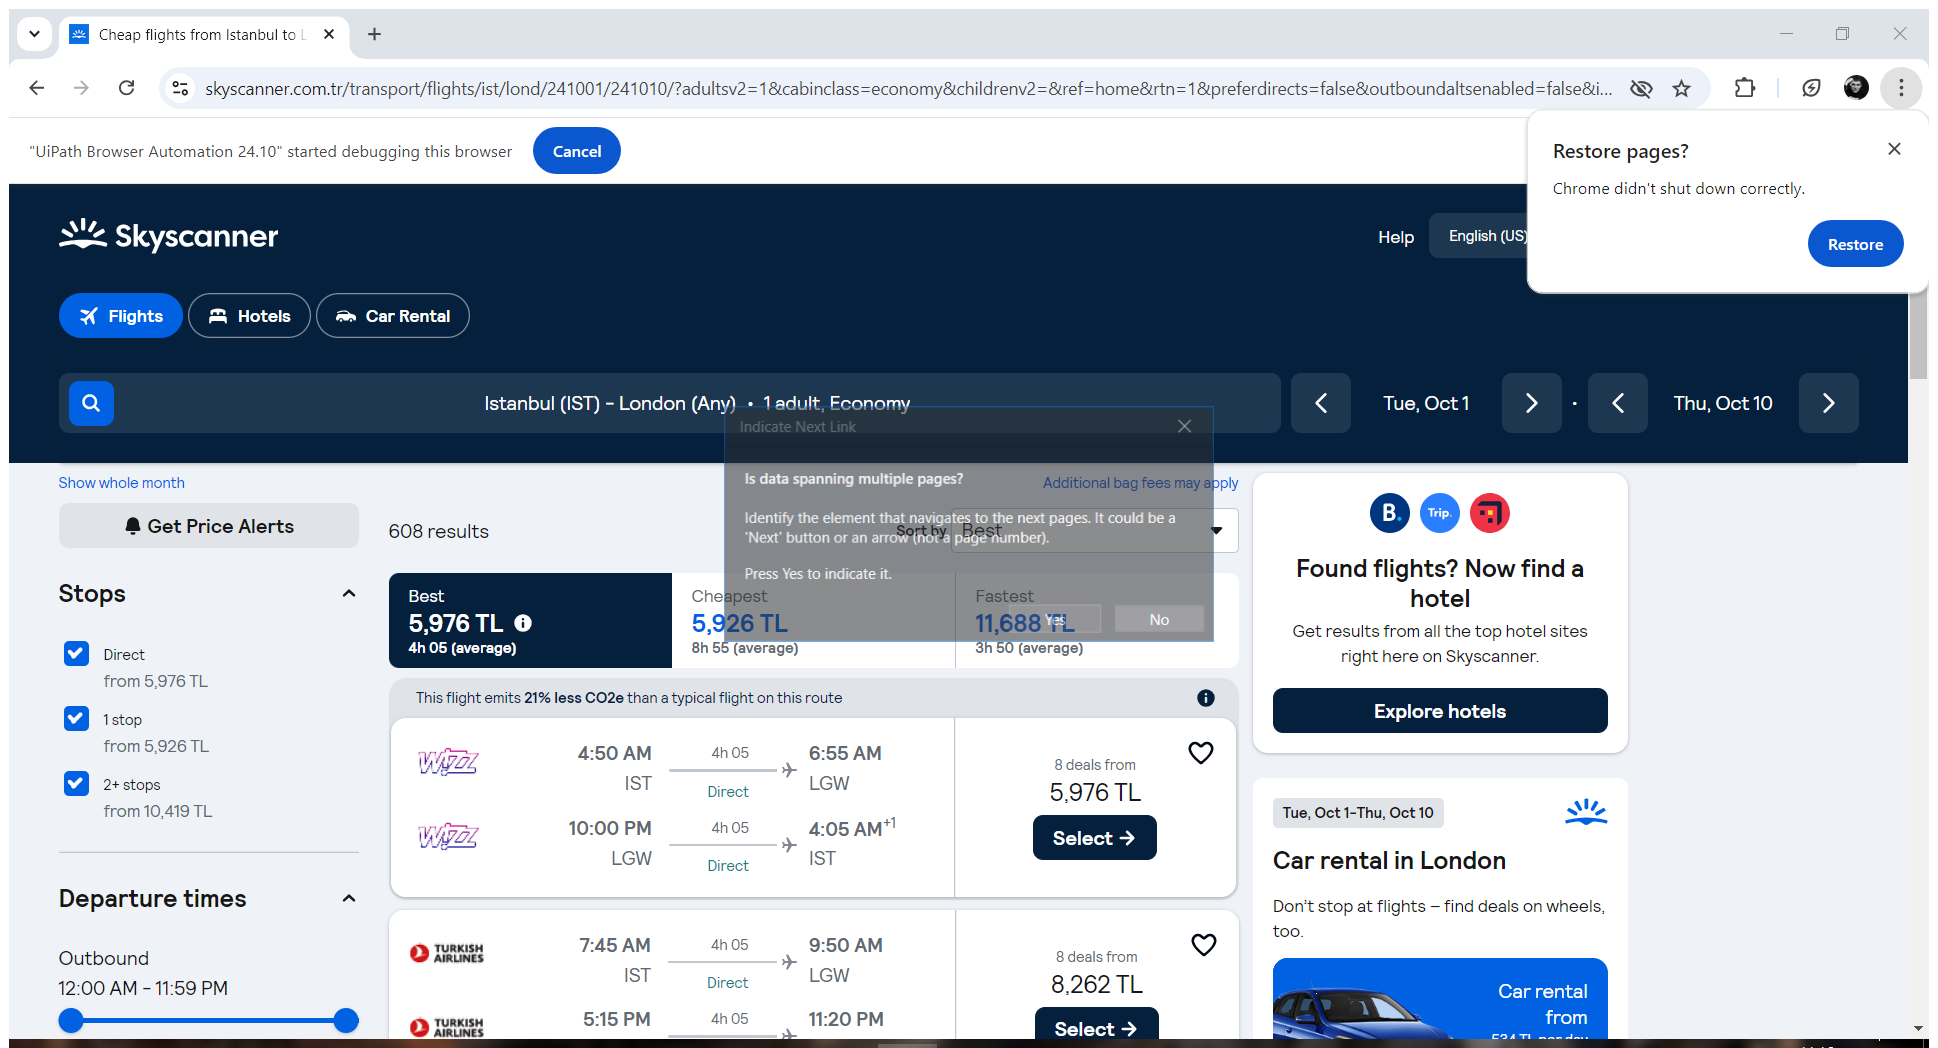 Cheap flights from Istanbul to L
skyscanner.com.tr/transport/flights/ist/lond/241001/241010/?adultsv2=1&cabinclass=economy&childrenv2=&ref=home&rtn=1&preferdirects=false&outboundaltsenabled=false&i...
"UiPath Browser Automation 24.10" started debugging this browser
Cancel
Restore pages?
Chrome didn't shut down correctly.
Restore
Skyscanner
Help
English (US)
Flights
Hotels
Car Rental
Istanbul (IST) - London (Any) • 1 adult, Economy
Tue, Oct 1
Thu, Oct 10
Indicate Next Link
Is data spanning multiple pages?
Identify the element that navigates to the next pages. It could be a
'Next' button or an arrow (not a page number).
Press Yes to indicate it.
Yes
No
Show whole month
Additional bag fees may apply
Get Price Alerts
608 results
Sort by
Best
Stops
Direct
from 5,976 TL
1 stop
from 5,926 TL
2+ stops
from 10,419 TL
Departure times
Outbound
12:00 AM - 11:59 PM
Best
5,976 TL
4h 05 (average)
Cheapest
5,926 TL
8h 55 (average)
Fastest
11,688 TL
3h 50 (average)
This flight emits 21% less CO2e than a typical flight on this route
WIZZ
4:50 AM
IST
4h 05
Direct
6:55 AM
LGW
WIZZ
10:00 PM
LGW
4h 05
Direct
4:05 AM+1
IST
8 deals from
5,976 TL
Select →
TURKISH
AIRLINES
7:45 AM
IST
4h 05
Direct
9:50 AM
LGW
TURKISH
AIRLINES
5:15 PM
4h 05
11:20 PM
8 deals from
8,262 TL
Select →
B.
Trip.
Found flights? Now find a
hotel
Get results from all the top hotel sites
right here on Skyscanner.
Explore hotels
Tue, Oct 1-Thu, Oct 10
Car rental in London
Don't stop at flights – find deals on wheels,
too.
Car rental
from
534 TL per day